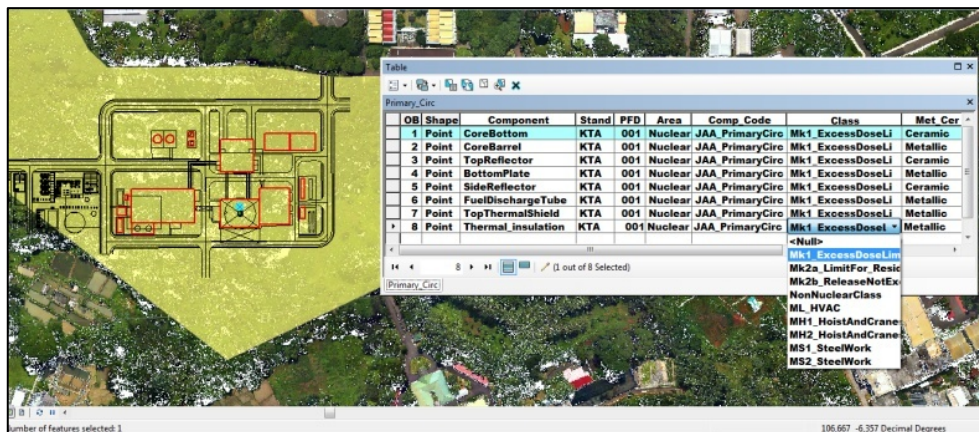 Table
Primary_Circ
OB Shape Component Stand PFD Area Comp_Code Class Met_Cer
1 Point CoreBottom KTA 001 Nuclear JAA_PrimaryCirc Mk1_ExcessDoseLi Ceramic
2 Point CoreBarrel KTA 001 Nuclear JAA_PrimaryCirc Mk1_ExcessDoseLi Metallic
3 Point TopReflector KTA 001 Nuclear JAA_PrimaryCirc Mk1_ExcessDoseLi Ceramic
4 Point BottomPlate KTA 001 Nuclear JAA_PrimaryCirc Mk1_ExcessDoseLi Metallic
5 Point SideReflector KTA 001 Nuclear JAA_PrimaryCirc Mk1_ExcessDoseLi Ceramic
6 Point FuelDischargeTube KTA 001 Nuclear JAA_PrimaryCirc Mk1_ExcessDoseLi Metallic
7 Point TopThermalShield KTA 001 Nuclear JAA_PrimaryCirc Mk1_ExcessDoseLi Metallic
8 Point Thermal_insulation KTA 001 Nuclear JAA_PrimaryCirc Mk1_ExcessDosel Metallic
<Null>
Mk1_ExcessDoseLim
Mk2a_LimitFor_Resid
Mk2b_ReleaseNotEx
NonNuclearClass
ML_HVAC
MH1_HoistAndCrane
MH2_HoistAndCrane
MS1_SteelWork
MS2_SteelWork
8 (1 out of 8 Selected)
Primary_Circ
umber of features selected: 1 106,667 -6,357 Decimal Degrees